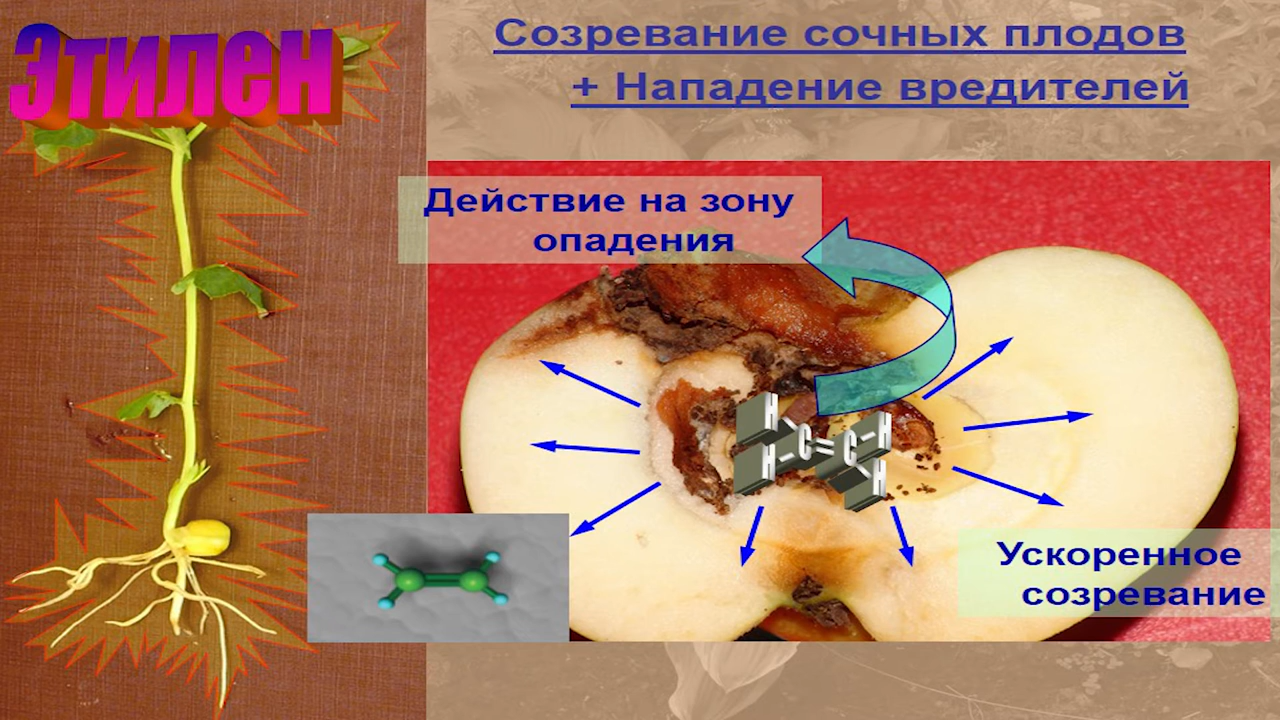 Этилен
Созревание сочных плодов
+ Нападение вредителей
Действие на зону
опадения
H H
C=C
H H
Ускоренное
созревание